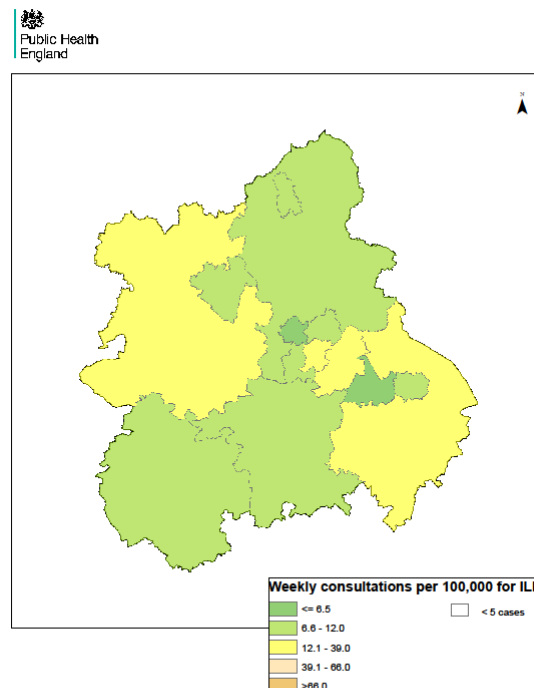 Public Health
England
N
Weekly consultations per 100,000 for ILI
<= 6.5
< 5 cases
6.6 - 12.0
12.1 - 39.0
39.1 - 66.0
>66.0